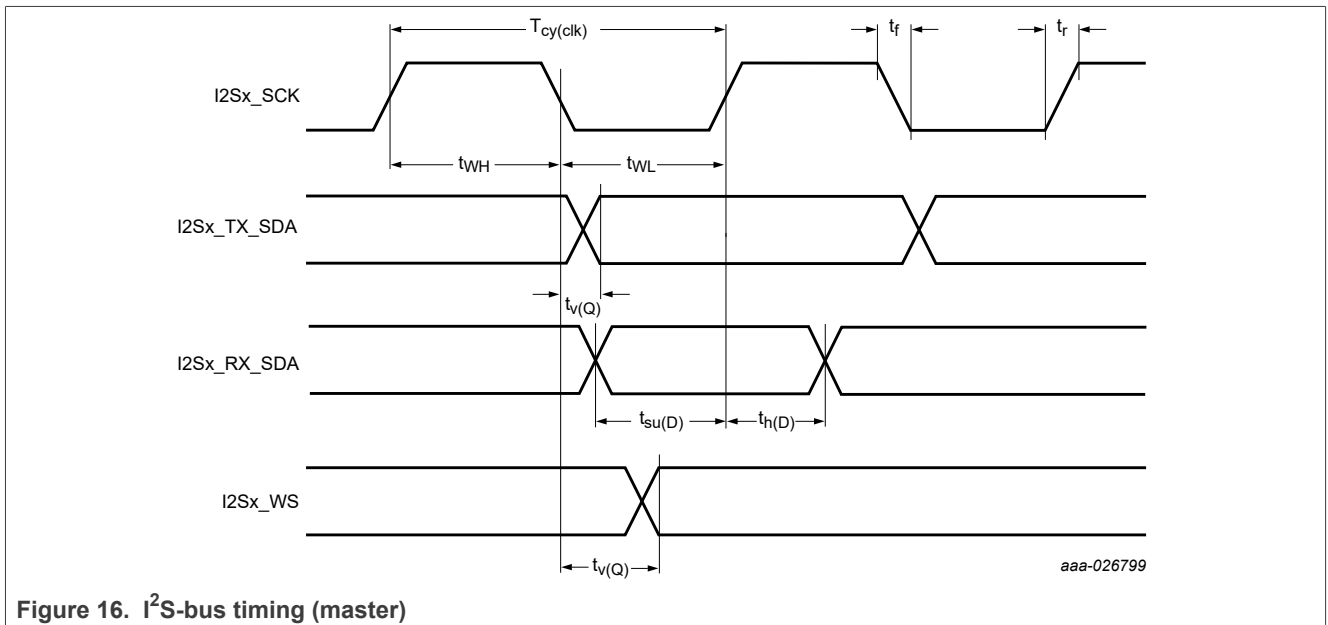 T_cy(clk) t_f t_r
I2Sx_SCK
t_WH t_WL
I2Sx_TX_SDA
t_v(Q)
I2Sx_RX_SDA
t_su(D) t_h(D)
I2Sx_WS
t_v(Q)
aaa-026799
Figure 16. I²S-bus timing (master)